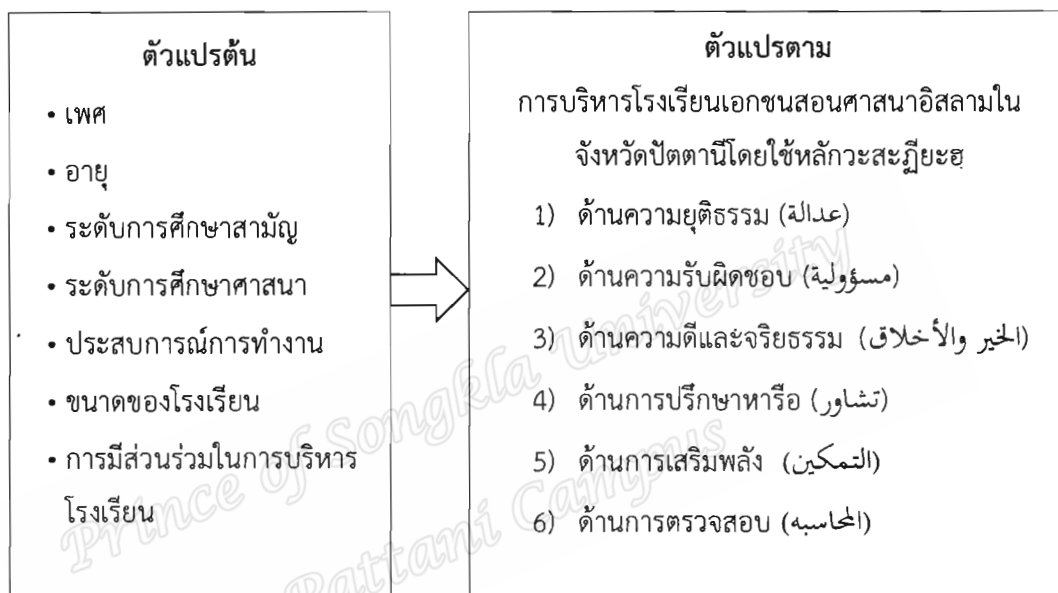 ตัวแปรต้น
• เพศ
• อายุ
• ระดับการศึกษาสามัญ
• ระดับการศึกษาศาสนา
• ประสบการณ์การทำงาน
• ขนาดของโรงเรียน
• การมีส่วนร่วมในการบริหาร
โรงเรียน
ตัวแปรตาม
การบริหารโรงเรียนเอกชนสอนศาสนาอิสลามใน
จังหวัดปัตตานีโดยใช้หลักวะสะฏียะฮฺ
1) ด้านความยุติธรรม (عدالة)
2) ด้านความรับผิดชอบ (مسؤولية)
3) ด้านความดีและจริยธรรม (الخير والأخلاق)
4) ด้านการปรึกษาหารือ (تشاور)
5) ด้านการเสริมพลัง (التمكين)
6) ด้านการตรวจสอบ (المحاسبه)
Prince of Songkla University
Pattani Campus